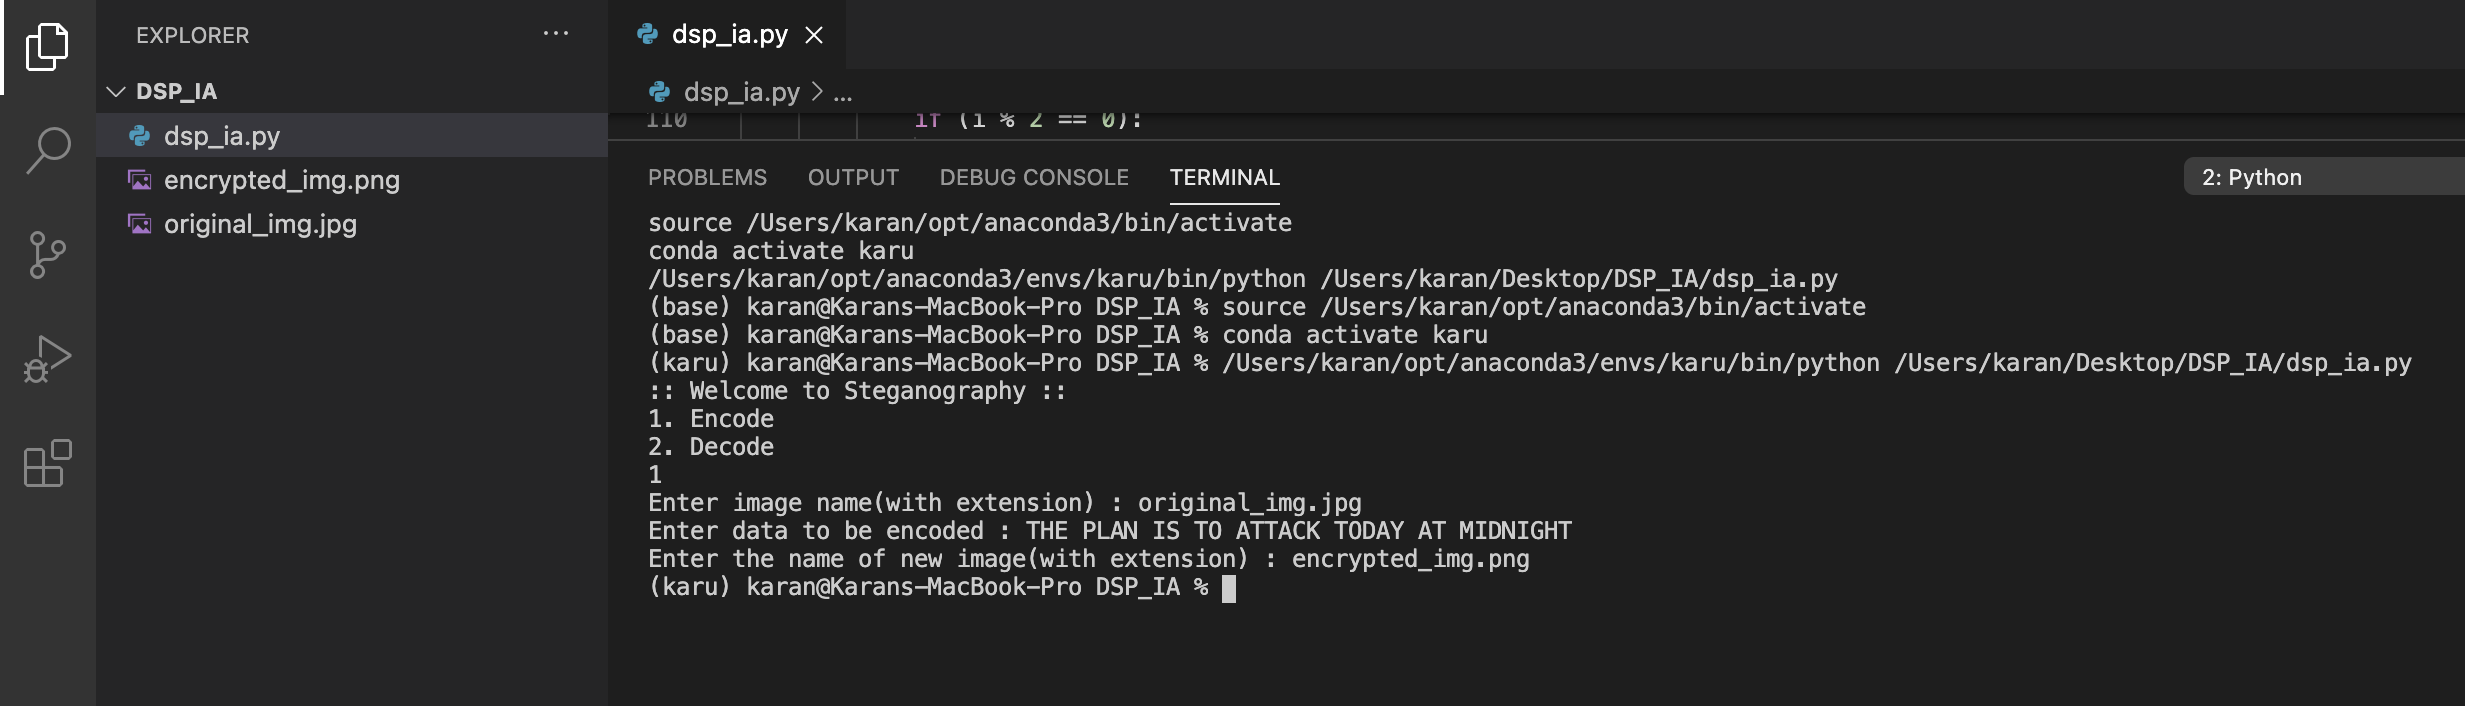 EXPLORER ...
DSP_IA
dsp_ia.py
encrypted_img.png
original_img.jpg
dsp_ia.py
dsp_ia.py > ...
110 if (i % 2 == 0):
PROBLEMS OUTPUT DEBUG CONSOLE TERMINAL
2: Python
source /Users/karan/opt/anaconda3/bin/activate
conda activate karu
/Users/karan/opt/anaconda3/envs/karu/bin/python /Users/karan/Desktop/DSP_IA/dsp_ia.py
(base) karan@Karans-MacBook-Pro DSP_IA % source /Users/karan/opt/anaconda3/bin/activate
(base) karan@Karans-MacBook-Pro DSP_IA % conda activate karu
(karu) karan@Karans-MacBook-Pro DSP_IA % /Users/karan/opt/anaconda3/envs/karu/bin/python /Users/karan/Desktop/DSP_IA/dsp_ia.py
:: Welcome to Steganography ::
1. Encode
2. Decode
1
Enter image name(with extension) : original_img.jpg
Enter data to be encoded : THE PLAN IS TO ATTACK TODAY AT MIDNIGHT
Enter the name of new image(with extension) : encrypted_img.png
(karu) karan@Karans-MacBook-Pro DSP_IA %